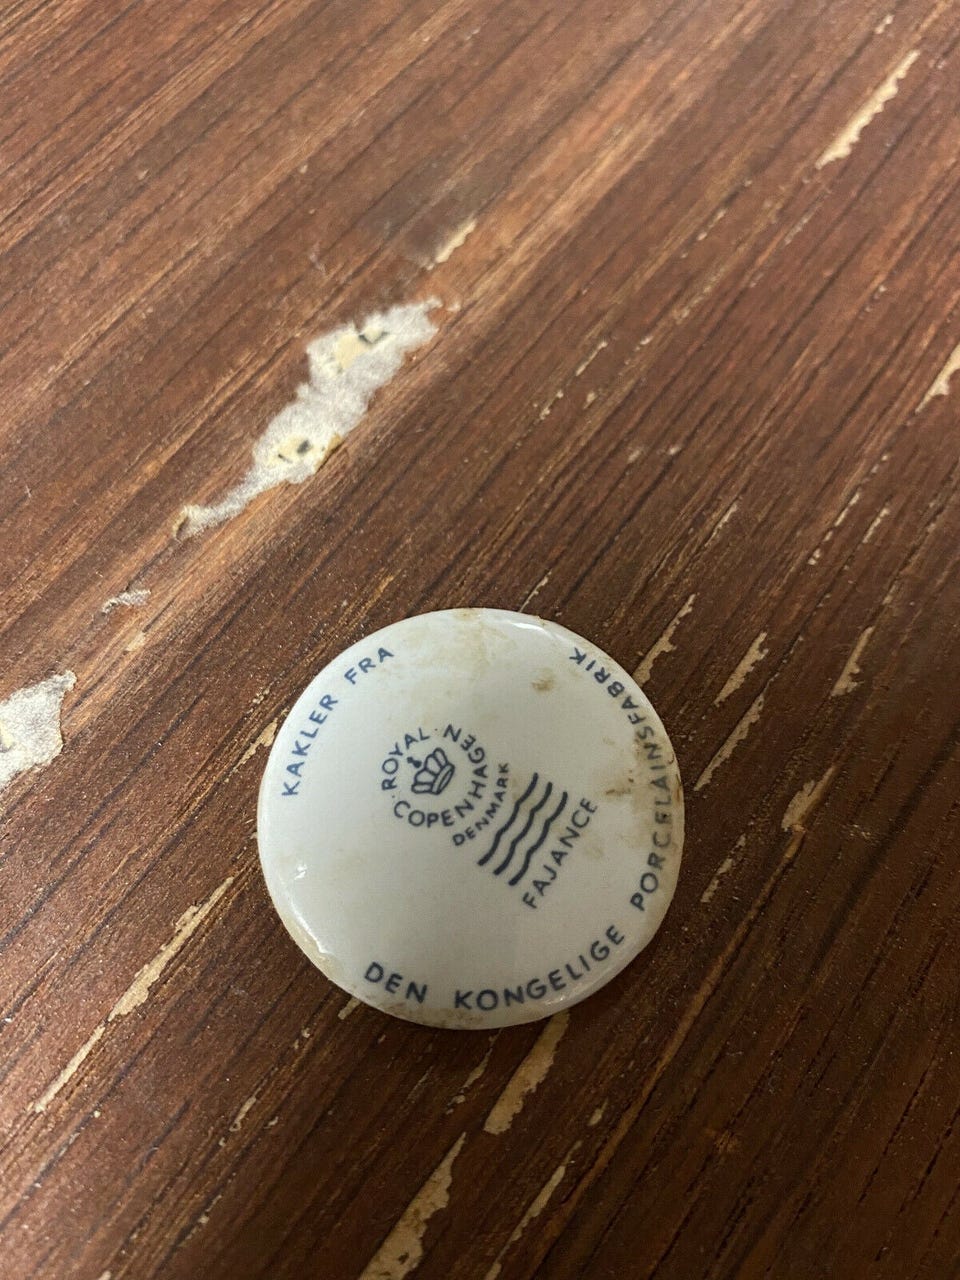 KAKLER FRA
DEN KONGELIGE PORCELAINSFABRIK
ROYAL
COPENHAGEN
DENMARK
FAJANCE